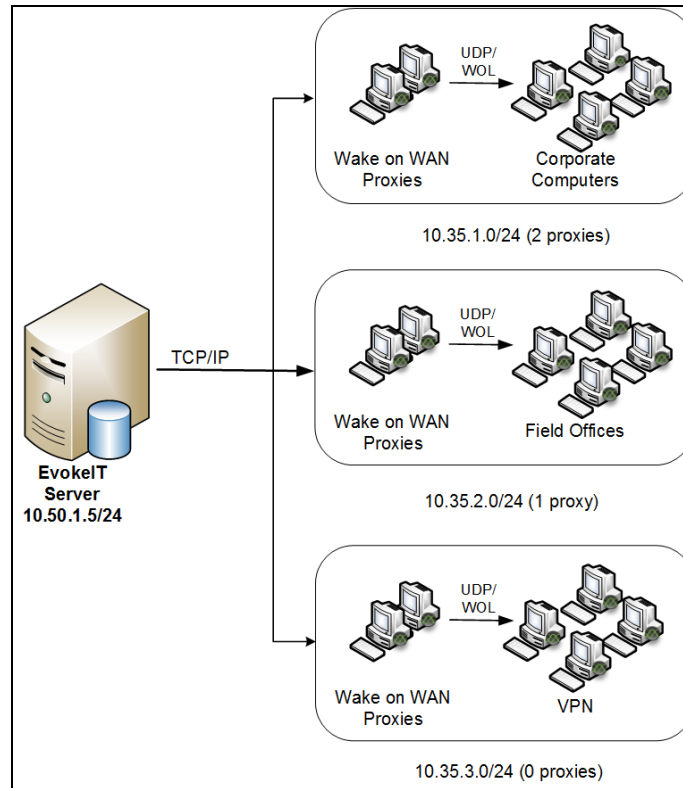 UDP/
WOL
Wake on WAN
Proxies
Corporate
Computers
10.35.1.0/24 (2 proxies)
TCP/IP
EvokeIT
Server
10.50.1.5/24
UDP/
WOL
Wake on WAN
Proxies
Field Offices
10.35.2.0/24 (1 proxy)
UDP/
WOL
Wake on WAN
Proxies
VPN
10.35.3.0/24 (0 proxies)